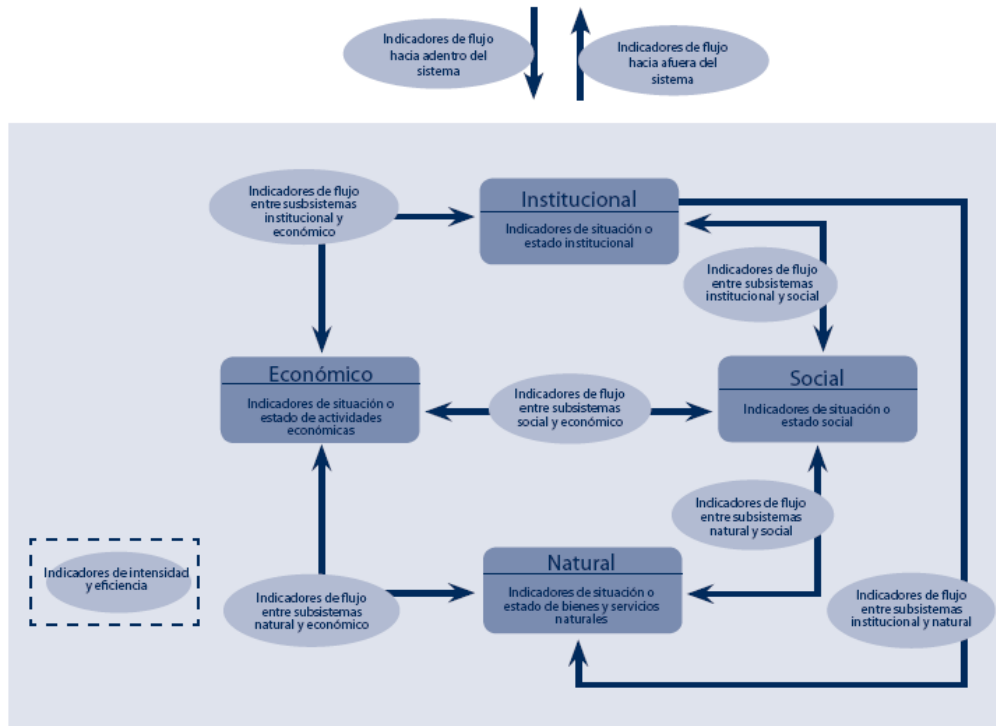 Indicadores de flujo
hacia adentro del
sistema
Indicadores de flujo
hacia afuera del
sistema
Indicadores de flujo
entre susbsistemas
institucional y
económico
Institucional
Indicadores de situación o
estado institucional
Indicadores de flujo
entre subsistemas
institucional y social
Económico
Indicadores de situación o
estado de actividades
económicas
Indicadores de flujo
entre subsistemas
social y económico
Social
Indicadores de situación o
estado social
Indicadores de flujo
entre subsistemas
natural y social
Indicadores de intensidad
y eficiencia
Indicadores de flujo
entre subsistemas
natural y económico
Natural
Indicadores de situación o
estado de bienes y servicios
naturales
Indicadores de flujo
entre subsistemas
institucional y natural